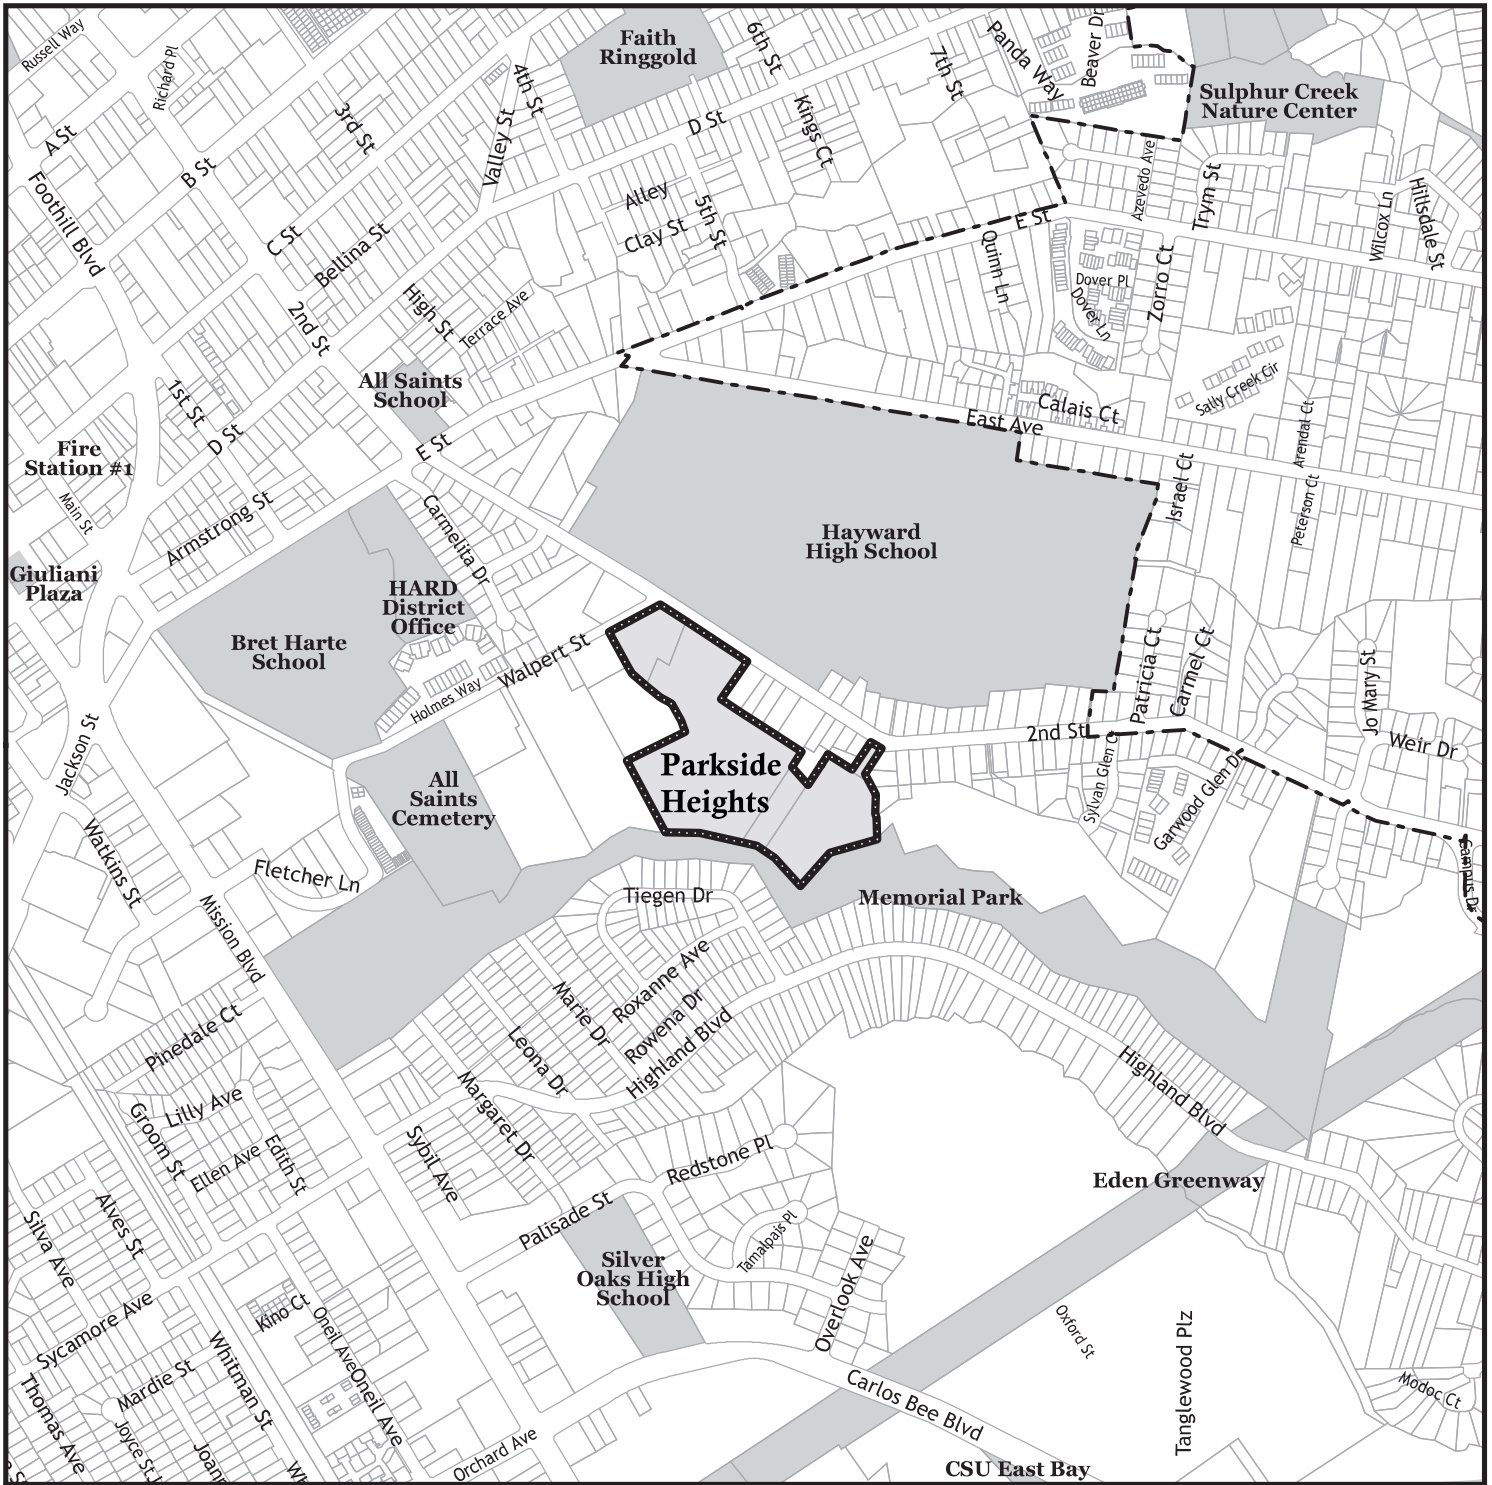 Russell Way
Richard Pl
A St
B St
3rd St
4th St
Valley St
Faith
Ringgold
6th St
D St
Kings Ct
7th St
Panda Way
Beaver Dr
Sulphur Creek
Nature Center
Foothill Blvd
C St
Bellina St
Alley
Clay St
5th St
E St
Quinn Ln
Azevedo Ave
Trym St
Wilcox Ln
Hillsdale St
Dover Pl
Dover Ln
Zorro Ct
2nd St
High St
Terrace Ave
All Saints
School
1st St
D St
E St
Fire
Station #1
Main St
Armstrong St
Sally Creek Cir
Calais Ct
East Ave
Arendal Ct
Peterson Ct
Israel Ct
Giuliani
Plaza
Carmelita Dr
HARD
District
Office
Hayward
High School
Bret Harte
School
Walpert St
Holmes Way
Patricia Ct
Carmel Ct
Jo Mary St
Weir Dr
2nd St
Sylvan Glen Ct
Garwood Glen Dr
Campus Dr
Jackson St
Parkside
Heights
All
Saints
Cemetery
Watkins St
Fletcher Ln
Mission Blvd
Tiegen Dr
Memorial Park
Roxanne Ave
Rowena Dr
Marie Dr
Leona Dr
Highland Blvd
Margaret Dr
Pinedale Ct
Lilly Ave
Groom St
Ellen Ave
Edith St
Sybil Ave
Highland Blvd
Redstone Pl
Eden Greenway
Alves St
Silva Ave
Palisade St
Tamalpais Pl
Silver
Oaks High
School
Overlook Ave
Sycamore Ave
Kino Ct
Oneil Ave
Oneil Ave
Mardie St
Whitman St
Thomas Ave
Joyce St
Orchard Ave
Carlos Bee Blvd
Oxford St
Tanglewood Plz
Modoc Ct
CSU East Bay